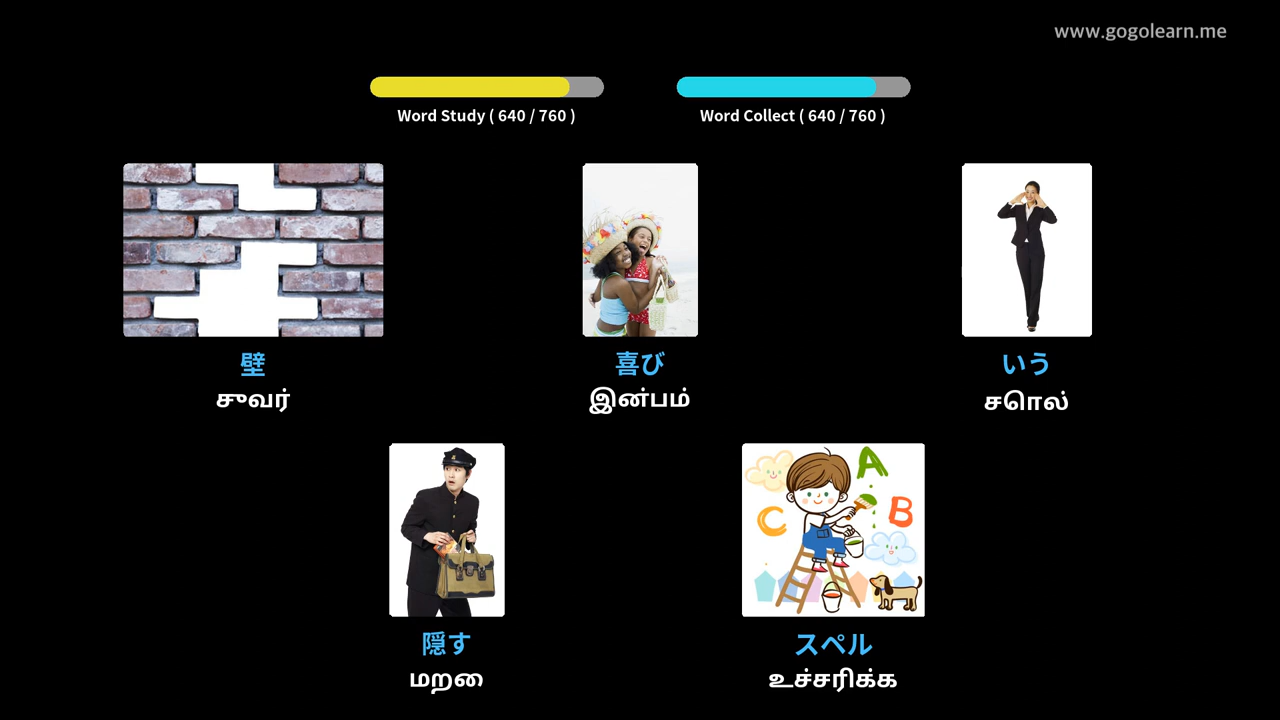 www.gogolearn.me
Word Study ( 640 / 760 )
Word Collect ( 640 / 760 )
壁
சுவர்
喜び
இன்பம்
いう
சொல்
隠す
மறை
A
B
C
スペル
உச்சரிக்க